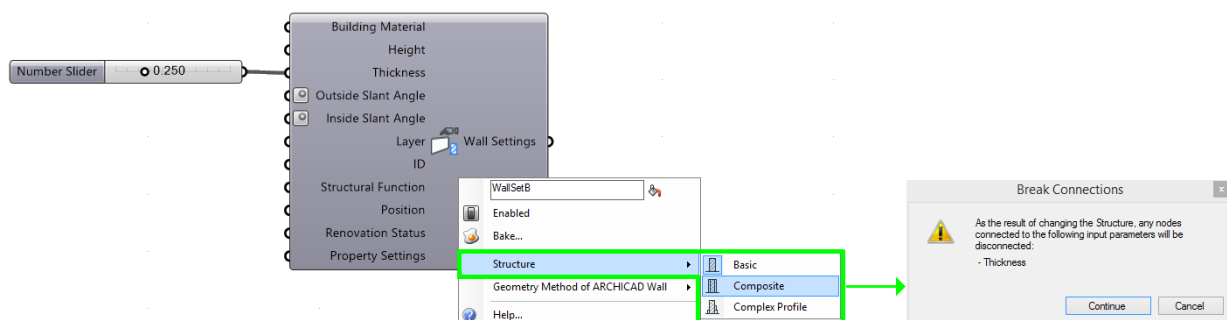 Building Material
Height
Number Slider 0.250
Thickness
Outside Slant Angle
Inside Slant Angle
Layer
Wall Settings
ID
Structural Function
Position
Renovation Status
Property Settings
WallSetB
Enabled
Bake...
Structure
Geometry Method of ARCHICAD Wall
Help...
Basic
Composite
Complex Profile
Break Connections
x
As the result of changing the Structure, any nodes
connected to the following input parameters will be
disconnected:
- Thickness
Continue
Cancel